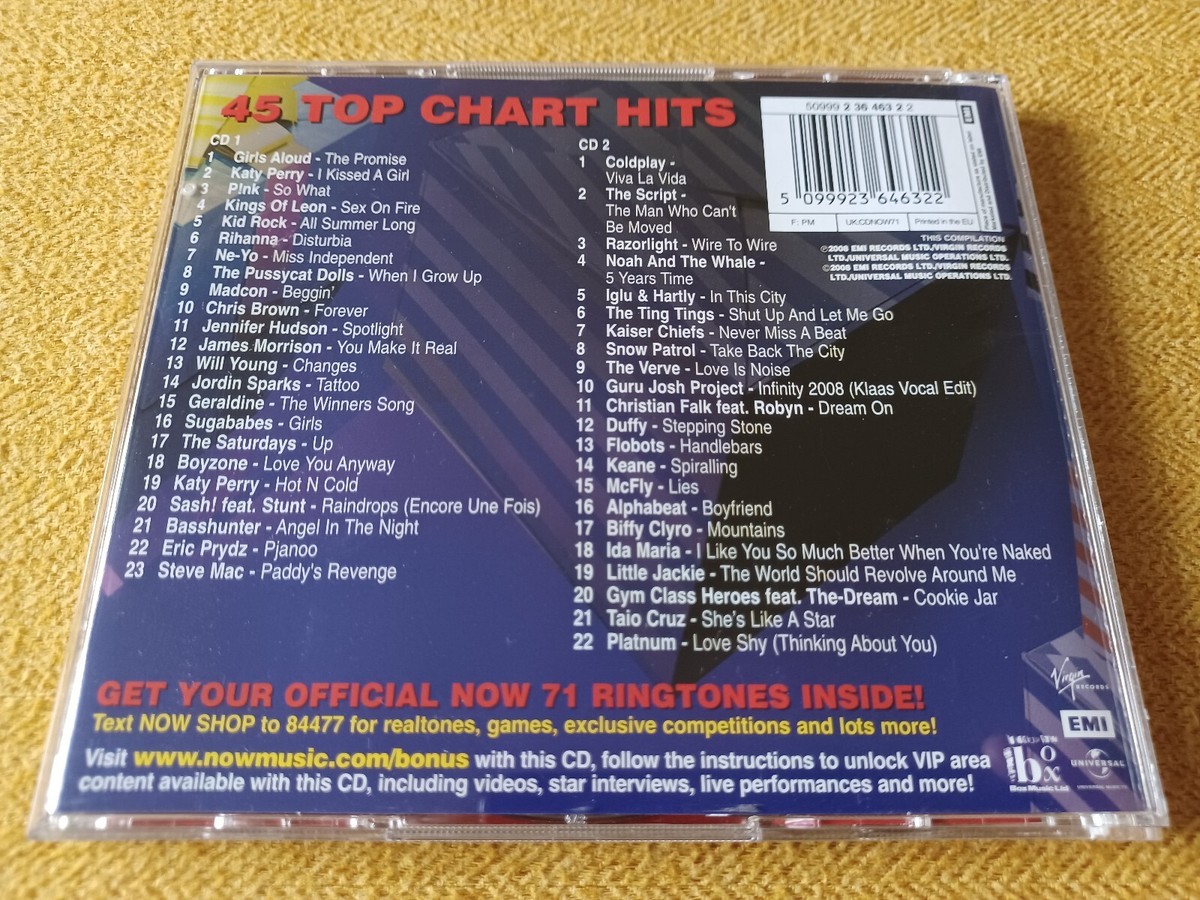 45 TOP CHART HITS
CD 1
1 Girls Aloud - The Promise
2 Katy Perry - I Kissed A Girl
3 P!nk - So What
4 Kings Of Leon - Sex On Fire
5 Kid Rock - All Summer Long
6 Rihanna - Disturbia
7 Ne-Yo - Miss Independent
8 The Pussycat Dolls - When I Grow Up
9 Madcon - Beggin'
10 Chris Brown - Forever
11 Jennifer Hudson - Spotlight
12 James Morrison - You Make It Real
13 Will Young - Changes
14 Jordin Sparks - Tattoo
15 Geraldine - The Winners Song
16 Sugababes - Girls
17 The Saturdays - Up
18 Boyzone - Love You Anyway
19 Katy Perry - Hot N Cold
20 Sash! feat. Stunt - Raindrops (Encore Une Fois)
21 Basshunter - Angel In The Night
22 Eric Prydz - Pjanoo
23 Steve Mac - Paddy's Revenge
CD 2
1 Coldplay -
Viva La Vida
2 The Script -
The Man Who Can't
Be Moved
3 Razorlight - Wire To Wire
4 Noah And The Whale -
5 Years Time
5 Iglu & Hartly - In This City
6 The Ting Tings - Shut Up And Let Me Go
7 Kaiser Chiefs - Never Miss A Beat
8 Snow Patrol - Take Back The City
9 The Verve - Love Is Noise
10 Guru Josh Project - Infinity 2008 (Klaas Vocal Edit)
11 Christian Falk feat. Robyn - Dream On
12 Duffy - Stepping Stone
13 Flobots - Handlebars
14 Keane - Spiralling
15 McFly - Lies
16 Alphabeat - Boyfriend
17 Biffy Clyro - Mountains
18 Ida Maria - I Like You So Much Better When You're Naked
19 Little Jackie - The World Should Revolve Around Me
20 Gym Class Heroes feat. The-Dream - Cookie Jar
21 Taio Cruz - She's Like A Star
22 Platnum - Love Shy (Thinking About You)
50999 2 36 463 2 2
5 099923 646322
F: PM UK:CDNOW71 Printed in the EU
EMI
THIS COMPILATION
℗2008 EMI RECORDS LTD./VIRGIN RECORDS
LTD./UNIVERSAL MUSIC OPERATIONS LTD.
©2008 EMI RECORDS LTD./VIRGIN RECORDS
LTD./UNIVERSAL MUSIC OPERATIONS LTD.
GET YOUR OFFICIAL NOW 71 RINGTONES INSIDE!
Text NOW SHOP to 84477 for realtones, games, exclusive competitions and lots more!
Visit www.nowmusic.com/bonus with this CD, follow the instructions to unlock VIP area
content available with this CD, including videos, star interviews, live performances and more!
Virgin
RECORDS
EMI
box
Box Music Ltd
UNIVERSAL